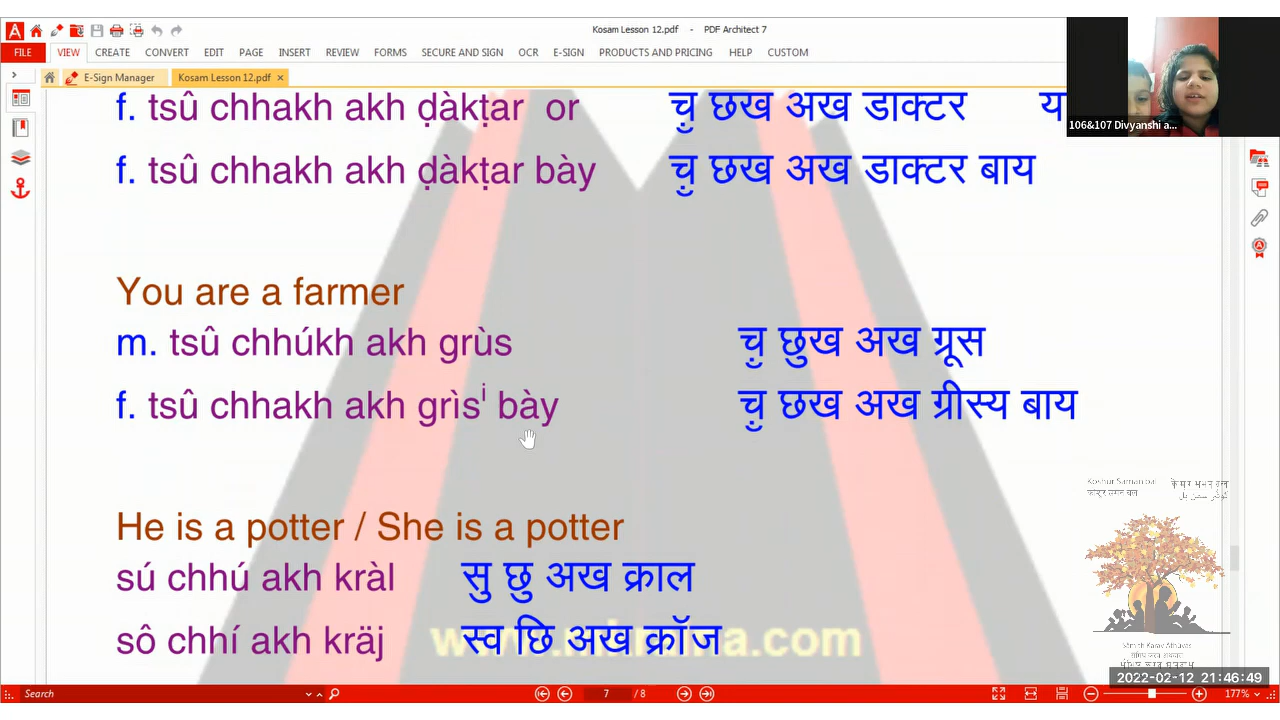 Kosam Lesson 12.pdf - PDF Architect 7
FILE VIEW CREATE CONVERT EDIT PAGE INSERT REVIEW FORMS SECURE AND SIGN OCR E-SIGN PRODUCTS AND PRICING HELP CUSTOM
E-Sign Manager Kosam Lesson 12.pdf
106&107 Divyanshi a...
f. tsû chhakh akh ḍàkṭar or च़ु छख अख डाक्टर य
f. tsû chhakh akh ḍàkṭar bày च़ु छख अख डाक्टर बाय
You are a farmer
m. tsû chhúkh akh grùs च़ु छुख अख ग्रूस
f. tsû chhakh akh grìsⁱ bày च़ु छख अख ग्रीस्य बाय
He is a potter / She is a potter
sú chhú akh kràl सु छु अख क्राल
sô chhí akh kräj स्व छि अख क्रॉज
Koshur Saman bal
2022-02-12 21:46:49
Search 7 / 8 177%